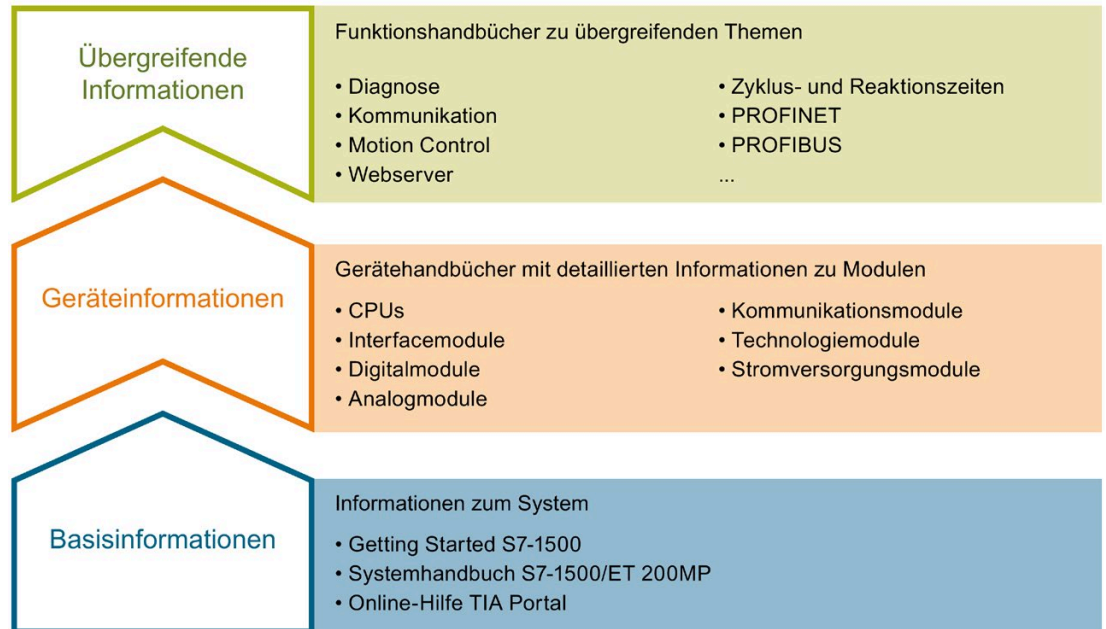 Übergreifende
Informationen
Funktionshandbücher zu übergreifenden Themen
• Diagnose
• Kommunikation
• Motion Control
• Webserver
• Zyklus- und Reaktionszeiten
• PROFINET
• PROFIBUS
...
Geräteinformationen
Gerätehandbücher mit detaillierten Informationen zu Modulen
• CPUs
• Interfacemodule
• Digitalmodule
• Analogmodule
• Kommunikationsmodule
• Technologiemodule
• Stromversorgungsmodule
Basisinformationen
Informationen zum System
• Getting Started S7-1500
• Systemhandbuch S7-1500/ET 200MP
• Online-Hilfe TIA Portal